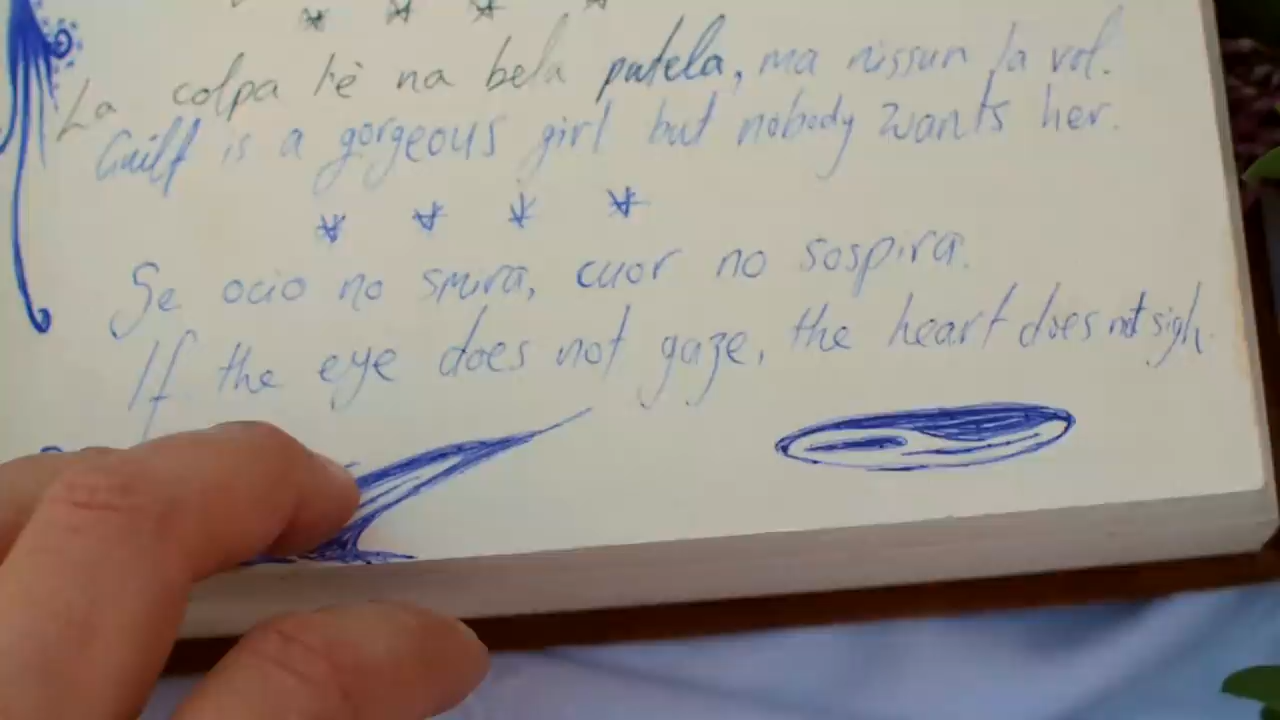 La colpa l'è na bela putela, ma nissun la vol.
Guilt is a gorgeous girl but nobody wants her.
Se ocio no smira, cuor no sospira.
If the eye does not gaze, the heart does not sigh.